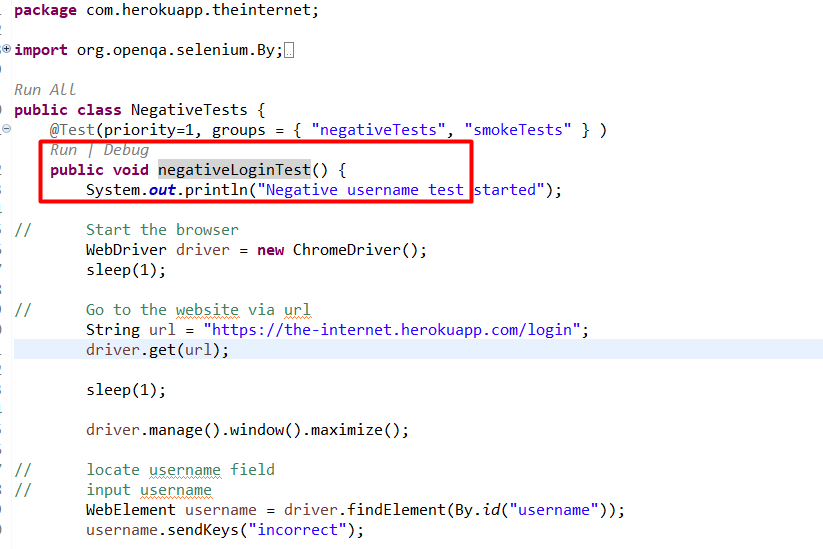 package com.herokuapp.theinternet;
import org.openqa.selenium.By;
Run All
public class NegativeTests {
@Test(priority=1, groups = { "negativeTests", "smokeTests" } )
Run | Debug
public void negativeLoginTest() {
System.out.println("Negative username test started");
// Start the browser
WebDriver driver = new ChromeDriver();
sleep(1);
// Go to the website via url
String url = "https://the-internet.herokuapp.com/login";
driver.get(url);
sleep(1);
driver.manage().window().maximize();
// locate username field
// input username
WebElement username = driver.findElement(By.id("username"));
username.sendKeys("incorrect");